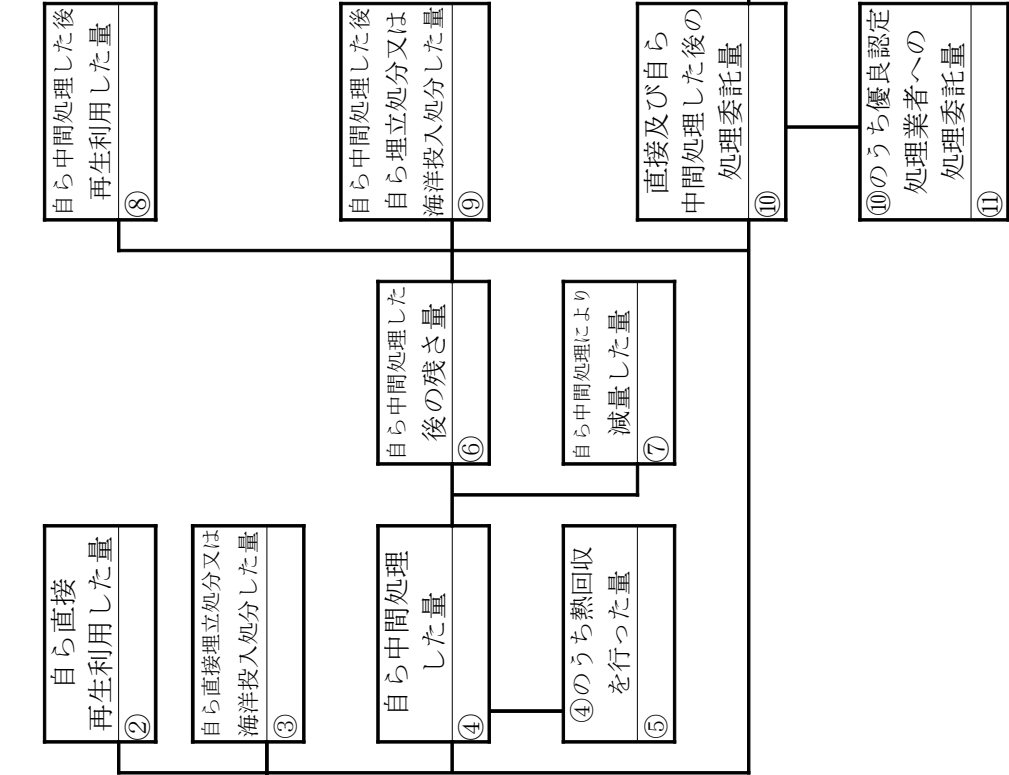 自ら直接
再生利用した量
②
自ら直接埋立処分又は
海洋投入処分した量
③
自ら中間処理
した量
④
④のうち熱回収
を行った量
⑤
自ら中間処理した
後の残さ量
⑥
自ら中間処理により
減量した量
⑦
自ら中間処理した後
再生利用した量
⑧
自ら中間処理した後
自ら埋立処分又は
海洋投入処分した量
⑨
直接及び自ら
中間処理した後の
処理委託量
⑩
⑩のうち優良認定
処理業者への
処理委託量
⑪